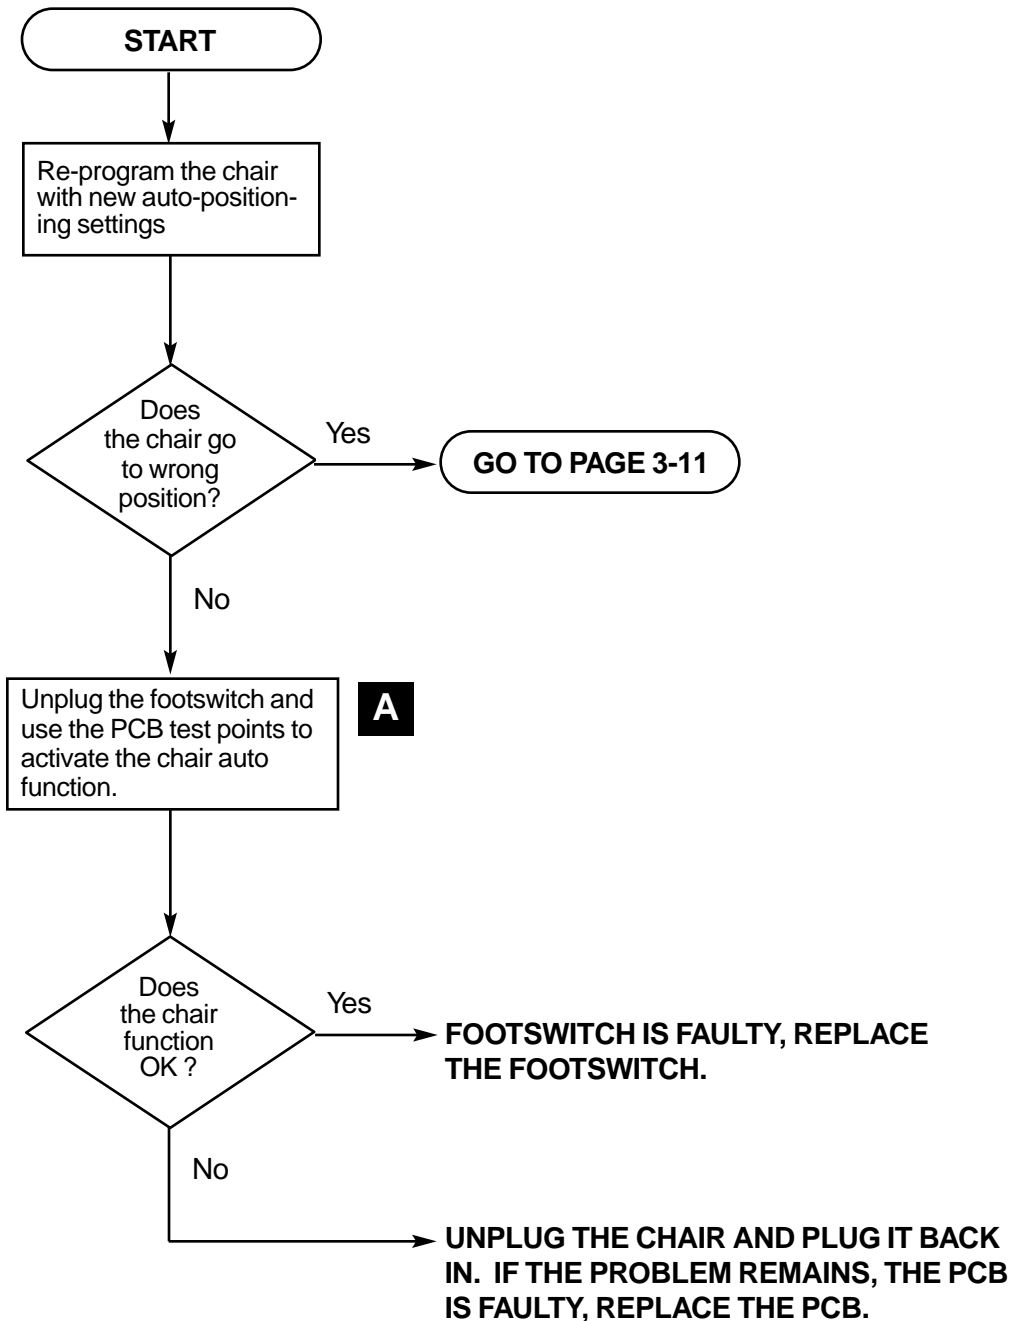 START
Re-program the chair
with new auto-position-
ing settings
Does
the chair go
to wrong
position?
Yes
GO TO PAGE 3-11
No
Unplug the footswitch and
use the PCB test points to
activate the chair auto
function.
A
Does
the chair
function
OK ?
Yes
FOOTSWITCH IS FAULTY, REPLACE
THE FOOTSWITCH.
No
UNPLUG THE CHAIR AND PLUG IT BACK
IN.  IF THE PROBLEM REMAINS, THE PCB
IS FAULTY, REPLACE THE PCB.